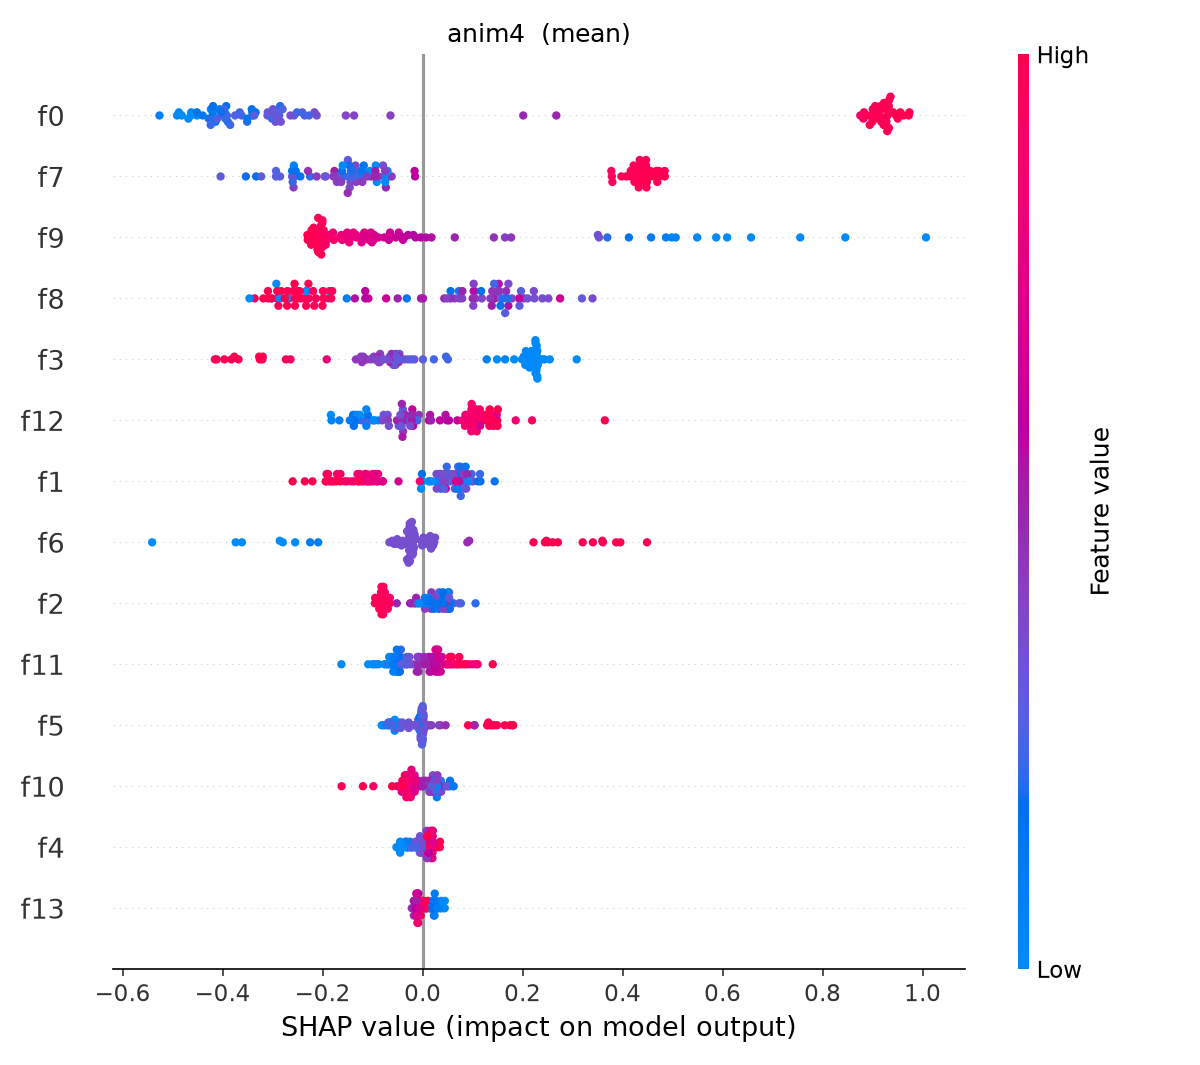 anim4  (mean)
High
f0
f7
f9
f8
f3
f12
f1
f6
f2
f11
f5
f10
f4
f13
Feature value
Low
−0.6 −0.4 −0.2 0.0 0.2 0.4 0.6 0.8 1.0
SHAP value (impact on model output)